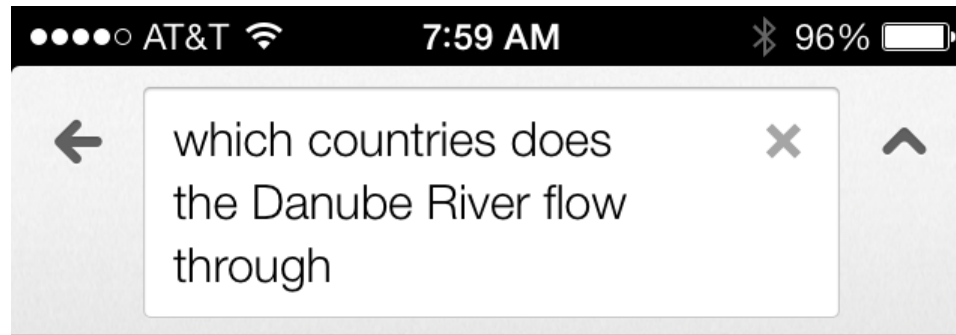 AT&T 7:59 AM 96%
which countries does
the Danube River flow
through